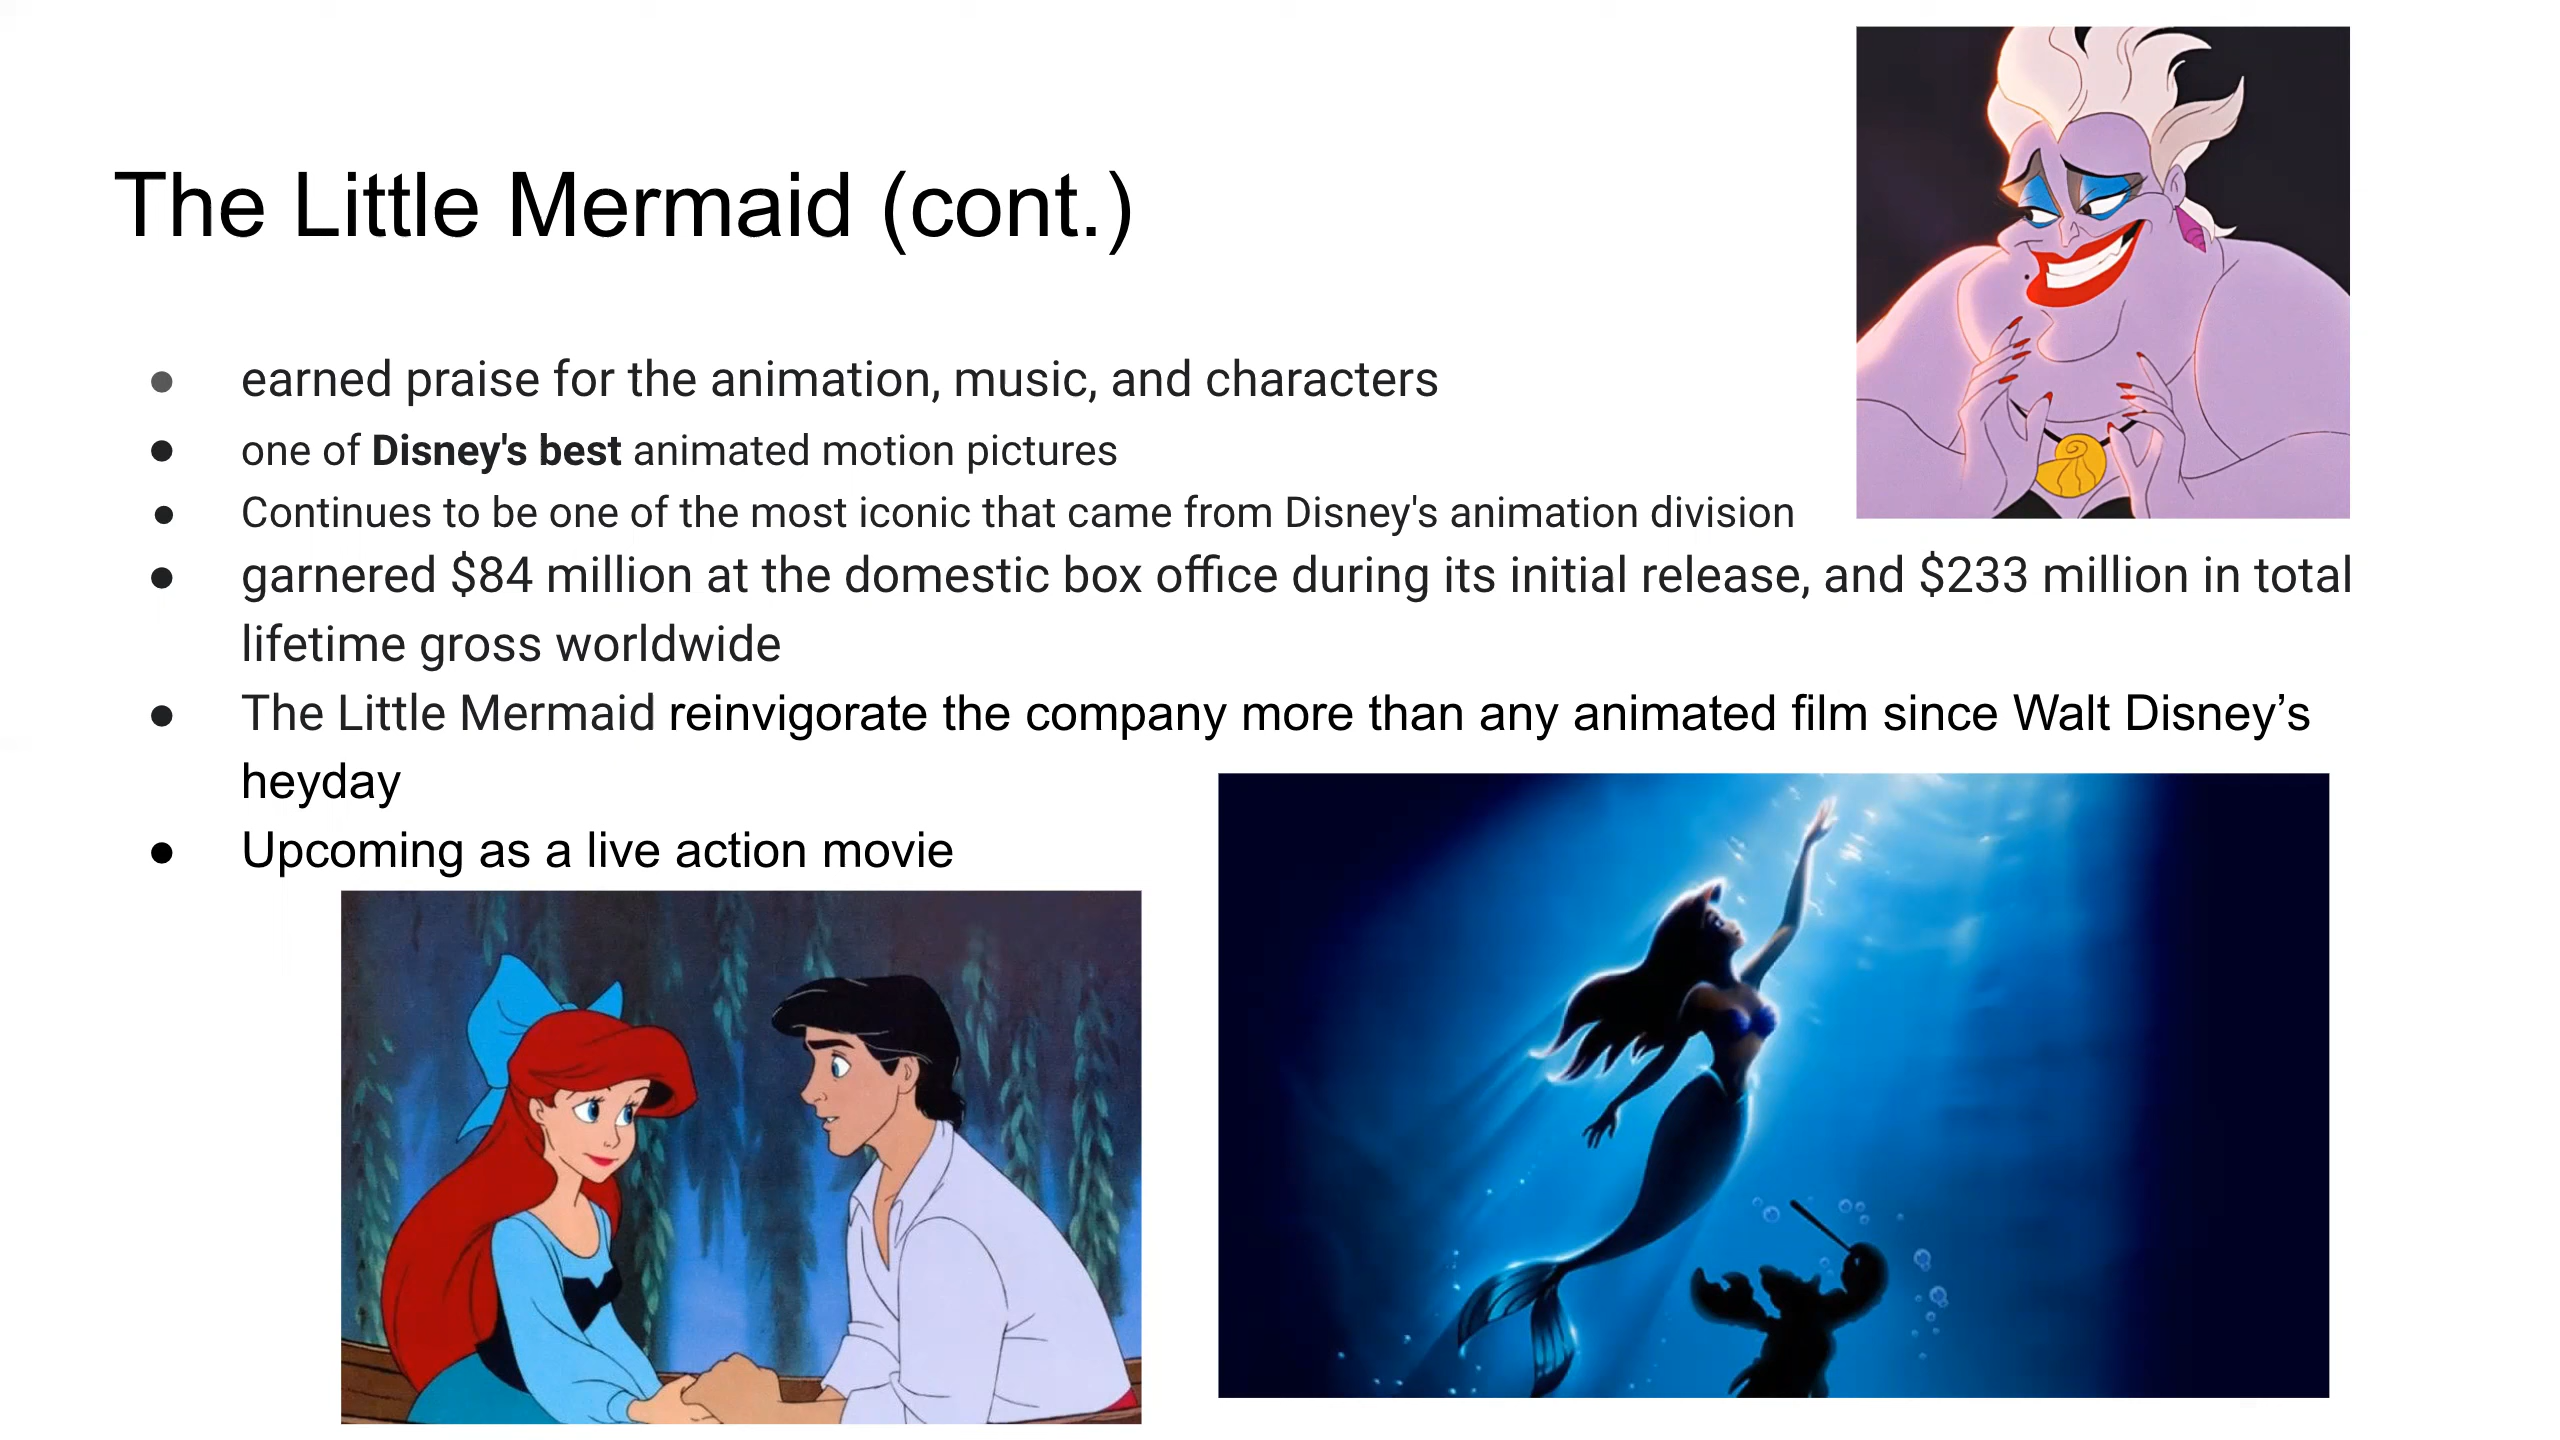 The Little Mermaid (cont.)
● earned praise for the animation, music, and characters
● one of Disney's best animated motion pictures
● Continues to be one of the most iconic that came from Disney's animation division
● garnered $84 million at the domestic box office during its initial release, and $233 million in total
lifetime gross worldwide
● The Little Mermaid reinvigorate the company more than any animated film since Walt Disney’s
heyday
● Upcoming as a live action movie